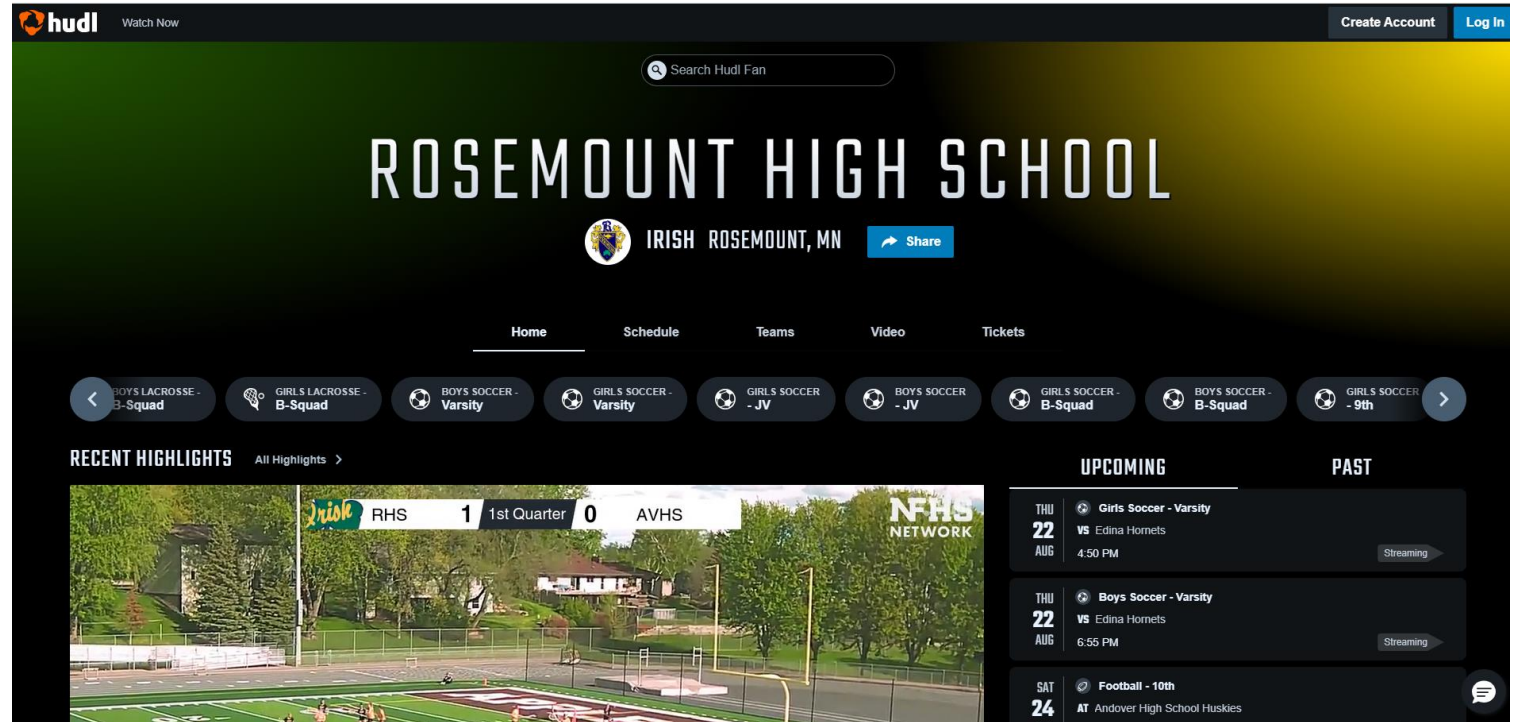 hudl Watch Now Create Account Log In
Search Hudl Fan
ROSEMOUNT HIGH SCHOOL
IRISH ROSEMOUNT, MN Share
Home Schedule Teams Video Tickets
BOYS LACROSSE -
B-Squad
GIRLS LACROSSE -
B-Squad
BOYS SOCCER -
Varsity
GIRLS SOCCER -
Varsity
GIRLS SOCCER
- JV
BOYS SOCCER
- JV
GIRLS SOCCER -
B-Squad
BOYS SOCCER -
B-Squad
GIRLS SOCCER
- 9th
RECENT HIGHLIGHTS All Highlights
Irish RHS 1 1st Quarter 0 AVHS
NFHS
NETWORK
UPCOMING PAST
THU
22
AUG
Girls Soccer - Varsity
VS Edina Hornets
4:50 PM Streaming
THU
22
AUG
Boys Soccer - Varsity
VS Edina Hornets
6:55 PM Streaming
SAT
24
Football - 10th
AT Andover High School Huskies